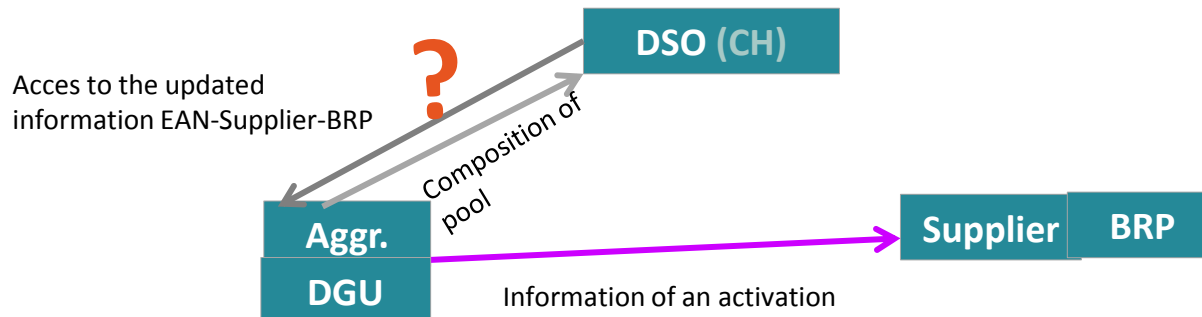 DSO (CH)
?
Acces to the updated
information EAN-Supplier-BRP
Composition of
pool
Aggr.
DGU
Supplier
BRP
Information of an activation